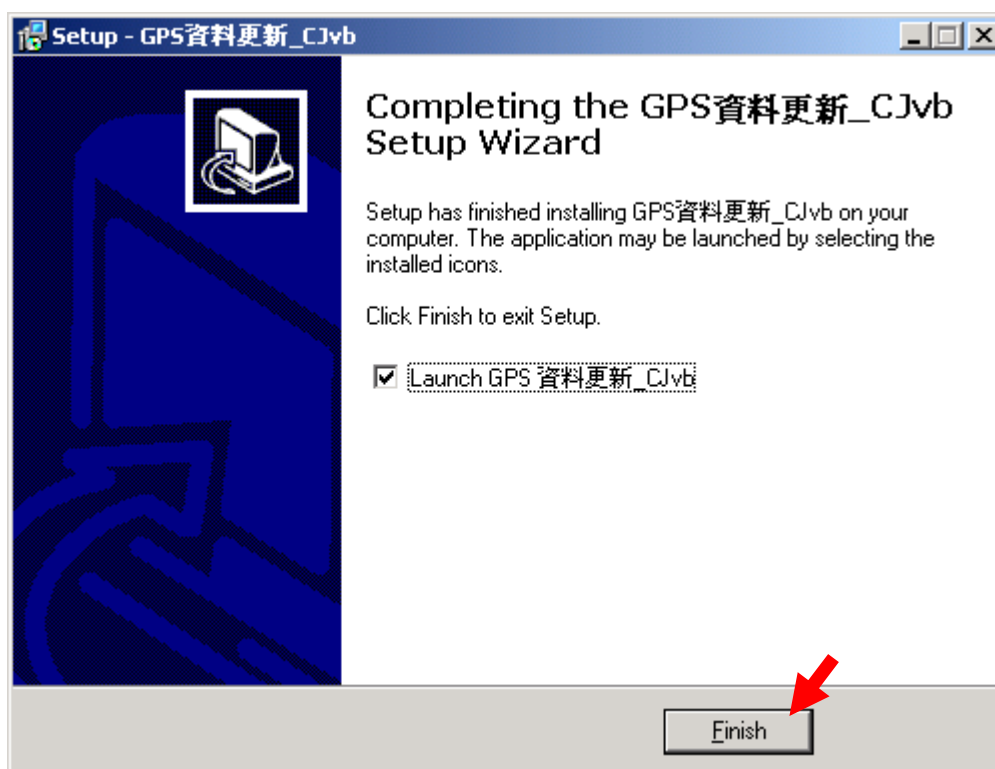 Setup - GPS資料更新_CJvb
Completing the GPS資料更新_CJvb
Setup Wizard
Setup has finished installing GPS資料更新_CJvb on your
computer. The application may be launched by selecting the
installed icons.
Click Finish to exit Setup.
Launch GPS 資料更新_CJvb
Finish